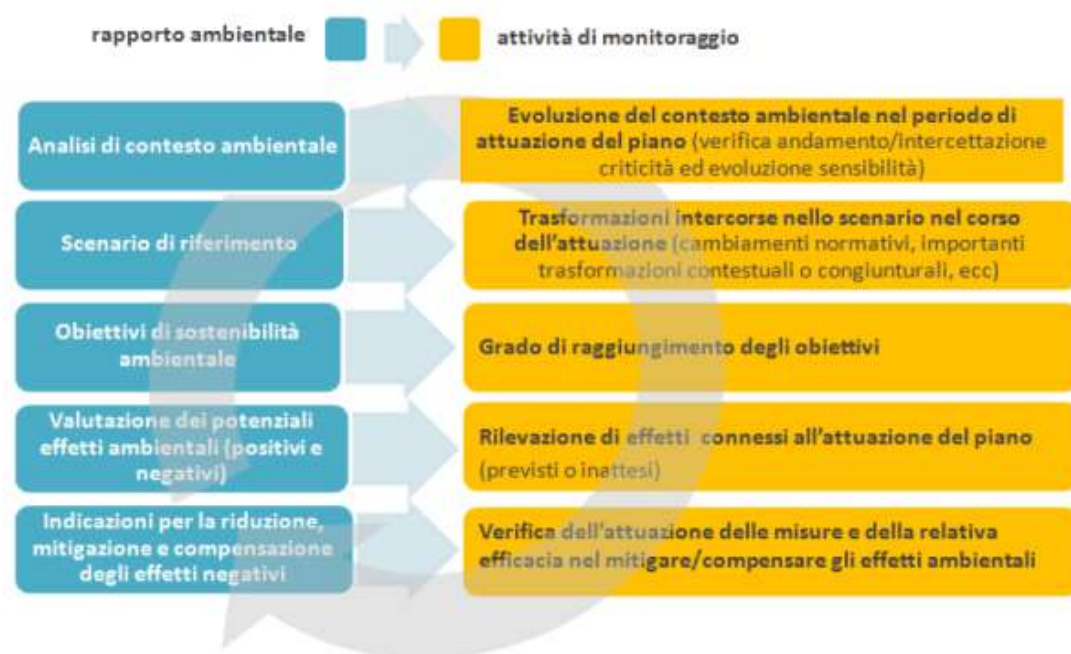 rapporto ambientale
attività di monitoraggio
Analisi di contesto ambientale
Evoluzione del contesto ambientale nel periodo di
attuazione del piano (verifica andamento/intercettazione
criticità ed evoluzione sensibilità)
Scenario di riferimento
Trasformazioni intercorse nello scenario nel corso
dell'attuazione (cambiamenti normativi, importanti
trasformazioni contestuali o congiunturali, ecc)
Obiettivi di sostenibilità
ambientale
Grado di raggiungimento degli obiettivi
Valutazione dei potenziali
effetti ambientali (positivi e
negativi)
Rilevazione di effetti connessi all'attuazione del piano
(previsti o inattesi)
Indicazioni per la riduzione,
mitigazione e compensazione
degli effetti negativi
Verifica dell'attuazione delle misure e della relativa
efficacia nel mitigare/compensare gli effetti ambientali